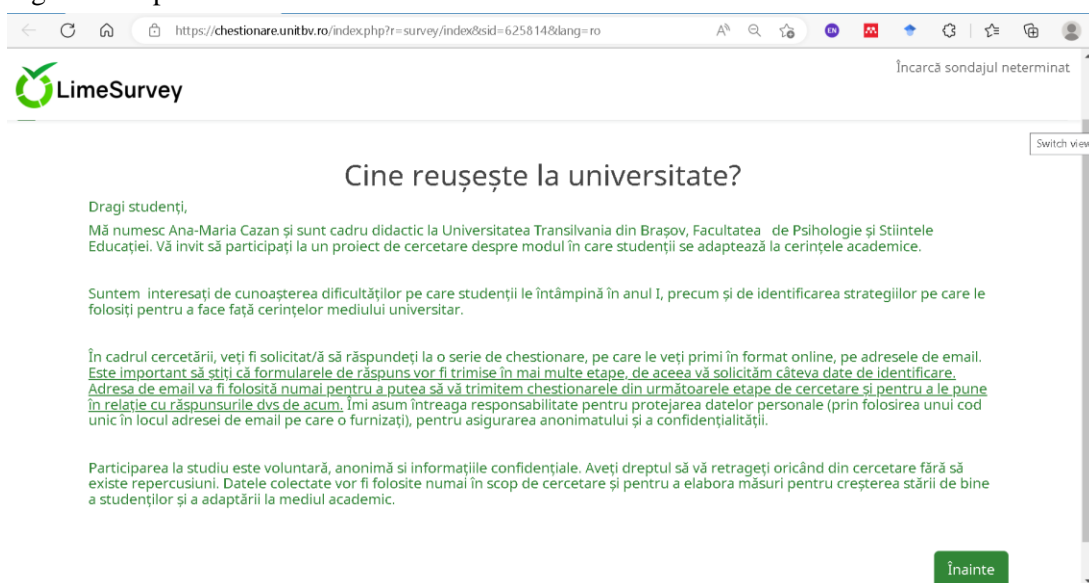 https://chestionare.unitbv.ro/index.php?r=survey/index&sid=625814&lang=ro
EN
Încarcă sondajul neterminat
LimeSurvey
Switch view
Cine reușește la universitate?
Dragi studenți,
Mă numesc Ana-Maria Cazan și sunt cadru didactic la Universitatea Transilvania din Brașov, Facultatea de Psihologie și Stiintele
Educației. Vă invit să participați la un proiect de cercetare despre modul în care studenții se adaptează la cerințele academice.
Suntem interesați de cunoașterea dificultăților pe care studenții le întâmpină în anul I, precum și de identificarea strategiilor pe care le
folosiți pentru a face față cerințelor mediului universitar.
În cadrul cercetării, veți fi solicitat/ă să răspundeți la o serie de chestionare, pe care le veți primi în format online, pe adresele de email.
Este important să știți că formularele de răspuns vor fi trimise în mai multe etape, de aceea vă solicităm câteva date de identificare.
Adresa de email va fi folosită numai pentru a putea să vă trimitem chestionarele din următoarele etape de cercetare și pentru a le pune
în relație cu răspunsurile dvs de acum. Îmi asum întreaga responsabilitate pentru protejarea datelor personale (prin folosirea unui cod
unic în locul adresei de email pe care o furnizați), pentru asigurarea anonimatului și a confidențialității.
Participarea la studiu este voluntară, anonimă si informațiile confidențiale. Aveți dreptul să vă retrageți oricând din cercetare fără să
existe repercusiuni. Datele colectate vor fi folosite numai în scop de cercetare și pentru a elabora măsuri pentru creșterea stării de bine
a studenților și a adaptării la mediul academic.
Înainte